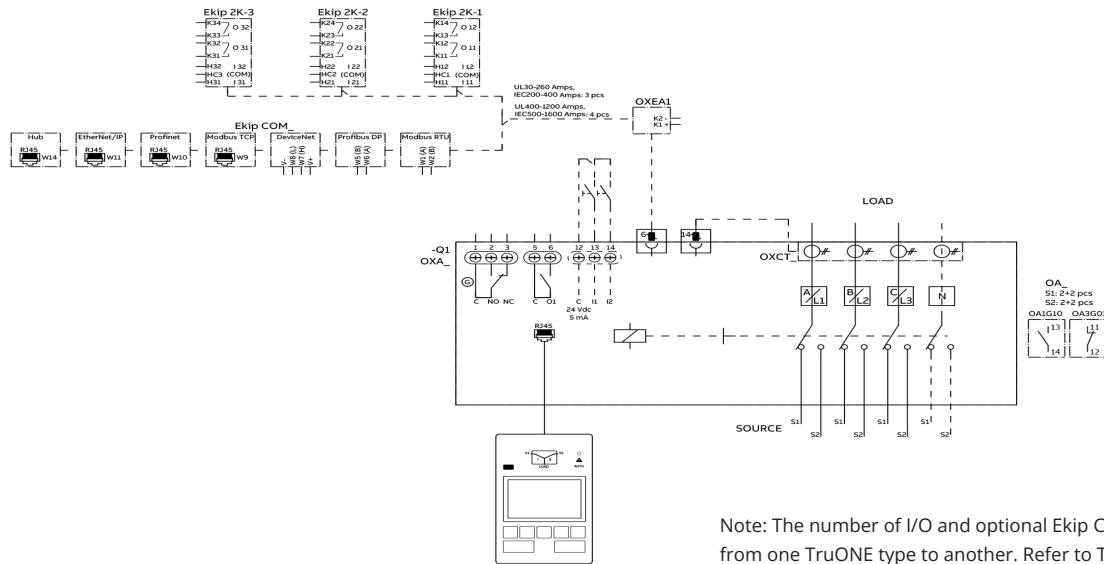 Ekip 2K-3 Ekip 2K-2 Ekip 2K-1
K34 O 32 K24 O 22 K14 O 12
K33 K23 K13
K32 O 31 K22 O 21 K12 O 11
K31 K21 K11
H32 I 32 H22 I 22 H12 I 12
HC3 (COM) HC2 (COM) HC1 (COM)
H31 I 31 H21 I 21 H11 I 11
UL30-260 Amps,
IEC200-400 Amps: 3 pcs
UL400-1200 Amps,
IEC500-1600 Amps: 4 pcs
OXEA1
K2 -
K1 +
Ekip COM_
Hub EtherNet/IP Profinet Modbus TCP DeviceNet Profibus DP Modbus RTU
RJ45 W14 RJ45 W11 RJ45 W10 RJ45 W9
V- W8 (L) W7 (H) V+
W5 (B) W6 (A)
W1 (A) W2 (B)
LOAD
-Q1
OXA_
1 2 3 5 6 12 13 14
6 14
OXCT_
G
C NO NC C O1 C I1 I2
24 Vdc
5 mA
RJ45
A L1 B L2 C L3 N
OA_
S1: 2+2 pcs
S2: 2+2 pcs
OA1G10 OA3G01
13 11
14 12
SOURCE S1 S2 S1 S2 S1 S2 S1 S2
S1 S2
I II
LOAD
AUTO
Note: The number of I/O and optional Ekip C
from one TruONE type to another. Refer to T